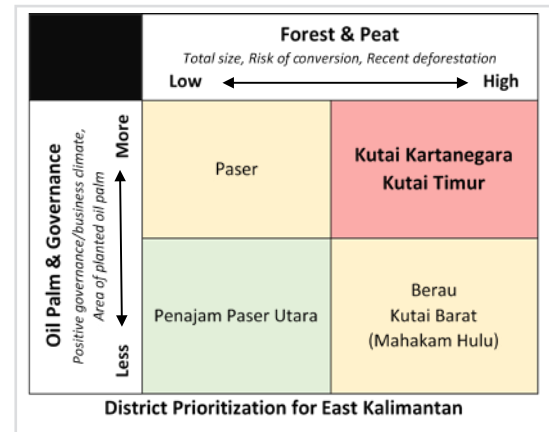 Forest & Peat
Total size, Risk of conversion, Recent deforestation
Low High
Oil Palm & Governance
Positive governance/business climate,
Area of planted oil palm
More
Less
Paser
Kutai Kartanegara
Kutai Timur
Penajam Paser Utara
Berau
Kutai Barat
(Mahakam Hulu)
District Prioritization for East Kalimantan